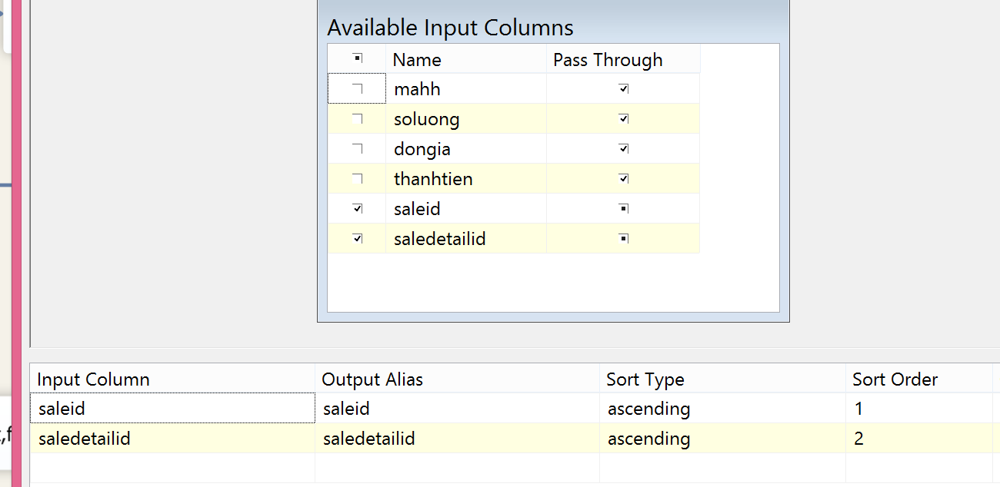 Available Input Columns
Name Pass Through
mahh
soluong
dongia
thanhtien
saleid
saledetailid
Input Column Output Alias Sort Type Sort Order
saleid saleid ascending 1
saledetailid saledetailid ascending 2